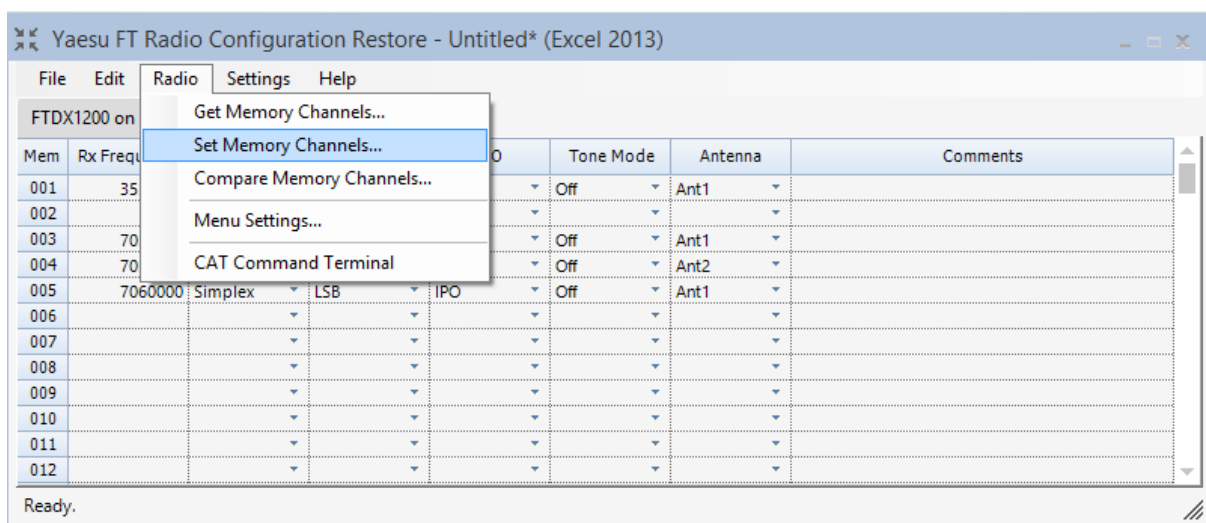 Yaesu FT Radio Configuration Restore - Untitled* (Excel 2013)
File Edit Radio Settings Help
FTDX1200 on
Get Memory Channels...
Set Memory Channels...
Compare Memory Channels...
Menu Settings...
CAT Command Terminal
Mem Rx Frequ O Tone Mode Antenna Comments
001 35 Off Ant1
002
003 70 Off Ant1
004 70 Off Ant2
005 7060000 Simplex LSB IPO Off Ant1
006
007
008
009
010
011
012
Ready.